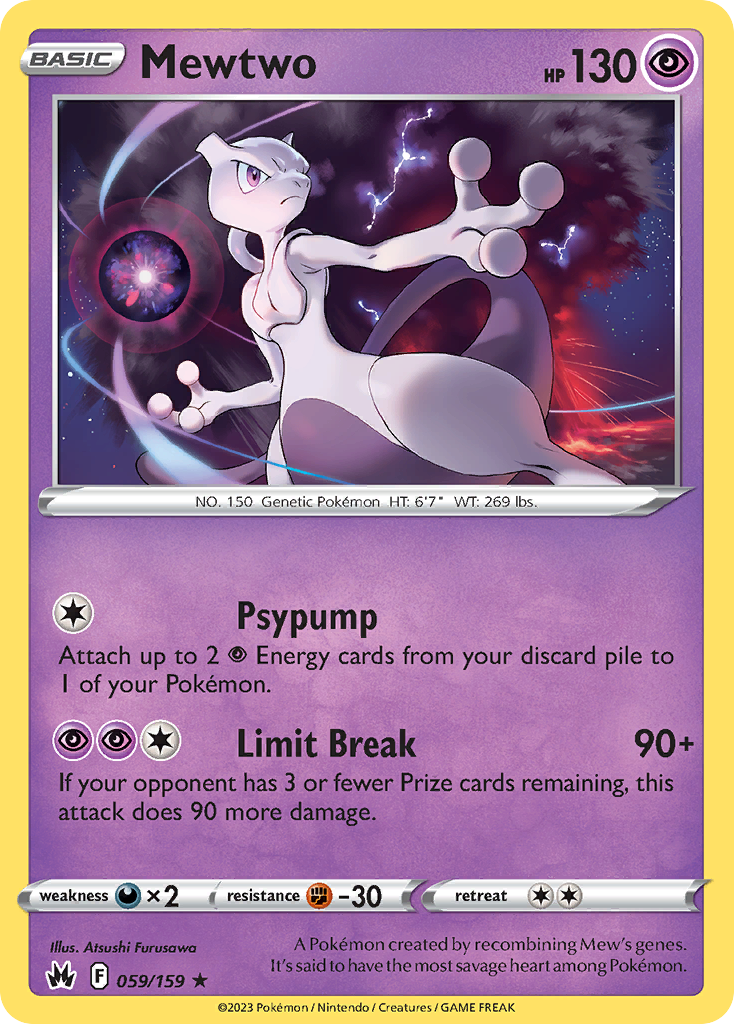 BASIC Mewtwo HP 130
NO. 150 Genetic Pokémon HT: 6'7" WT: 269 lbs.
Psypump
Attach up to 2 Energy cards from your discard pile to
1 of your Pokémon.
Limit Break 90+
If your opponent has 3 or fewer Prize cards remaining, this
attack does 90 more damage.
weakness ×2 resistance -30 retreat
Illus. Atsushi Furusawa
A Pokémon created by recombining Mew's genes.
It's said to have the most savage heart among Pokémon.
F 059/159 ★
©2023 Pokémon / Nintendo / Creatures / GAME FREAK